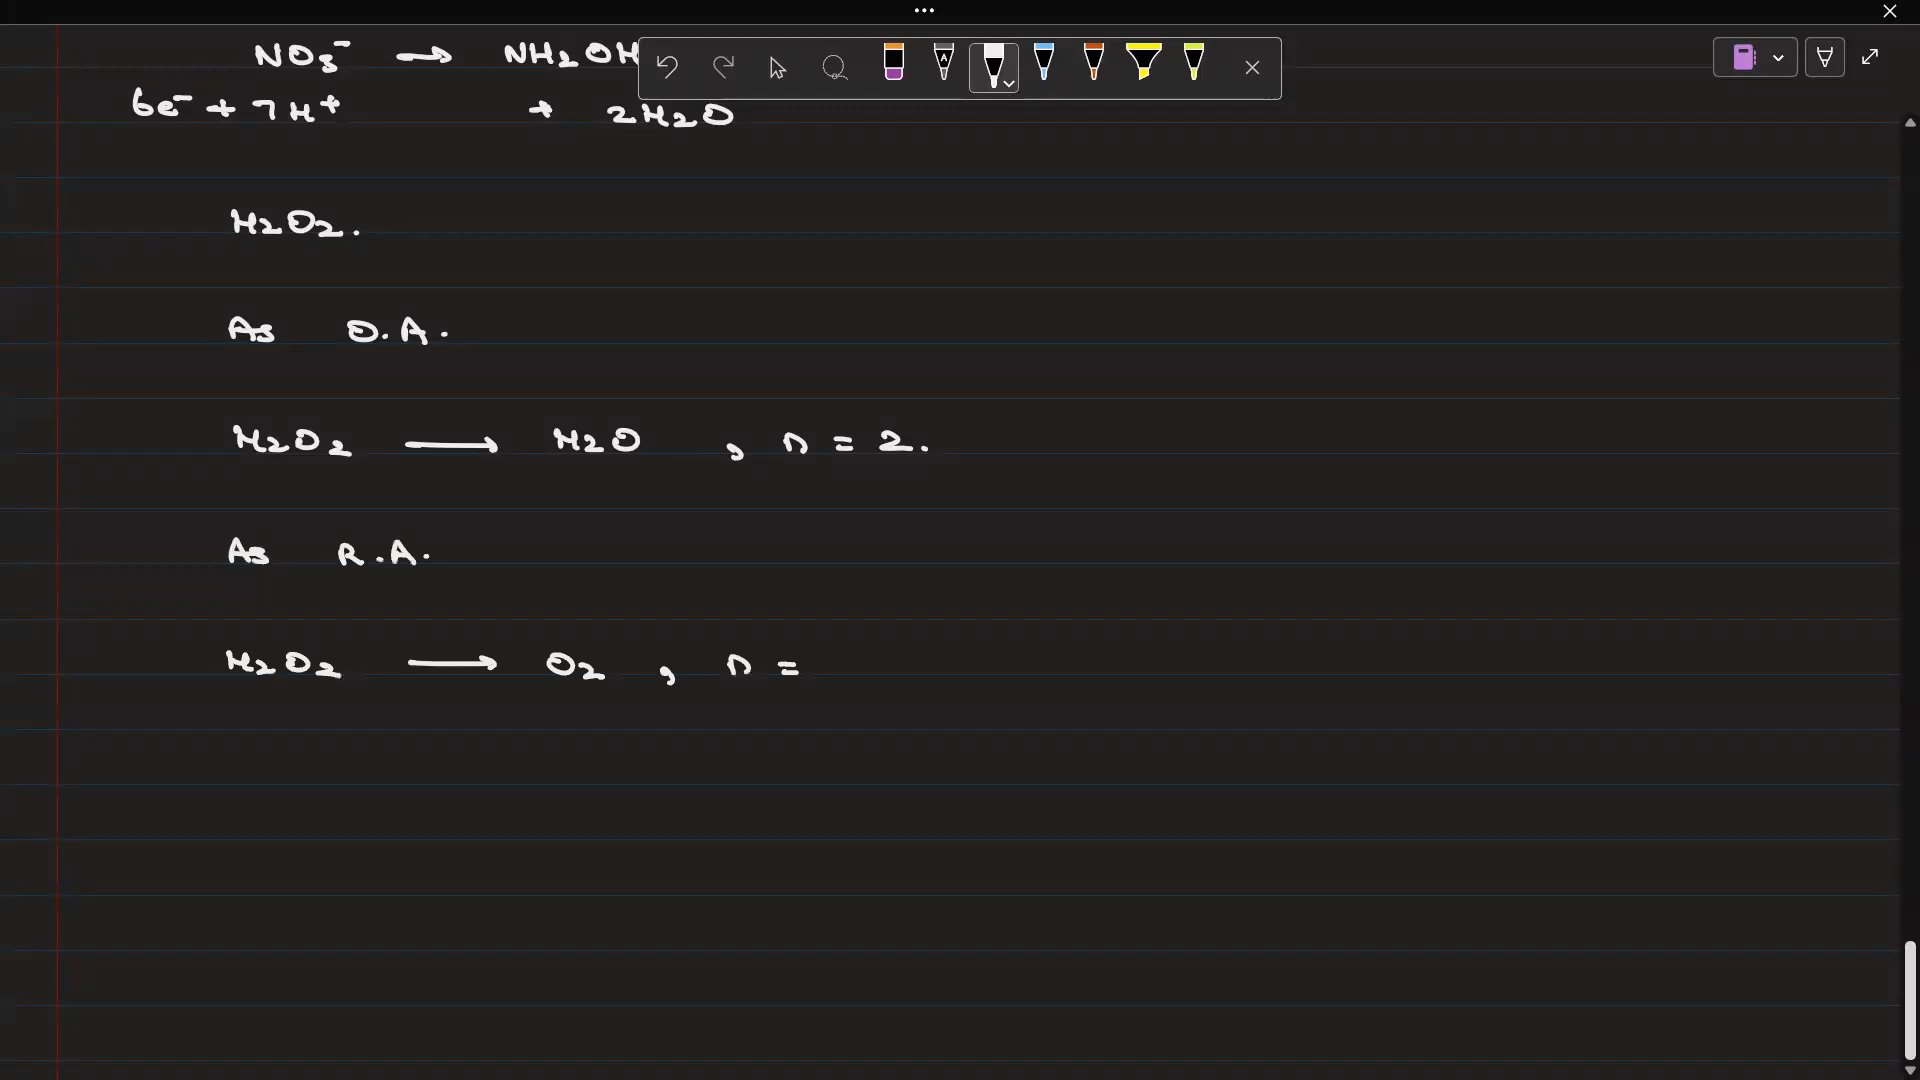 NO₃⁻ → NH₂OH
6e⁻ + 7H⁺ + 2H₂O
H₂O₂.
As O.A.
H₂O₂ → H₂O , n = 2.
As R.A.
H₂O₂ → O₂ , n =